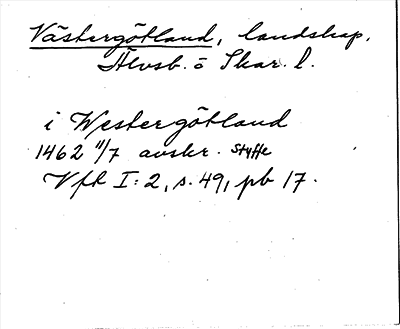 Västergötland, landskap.
Älvsb. o Skar. l.
i Westergötland
1462 11/7 avskr. Styffe
Vfh I: 2, s. 49, pb 17.